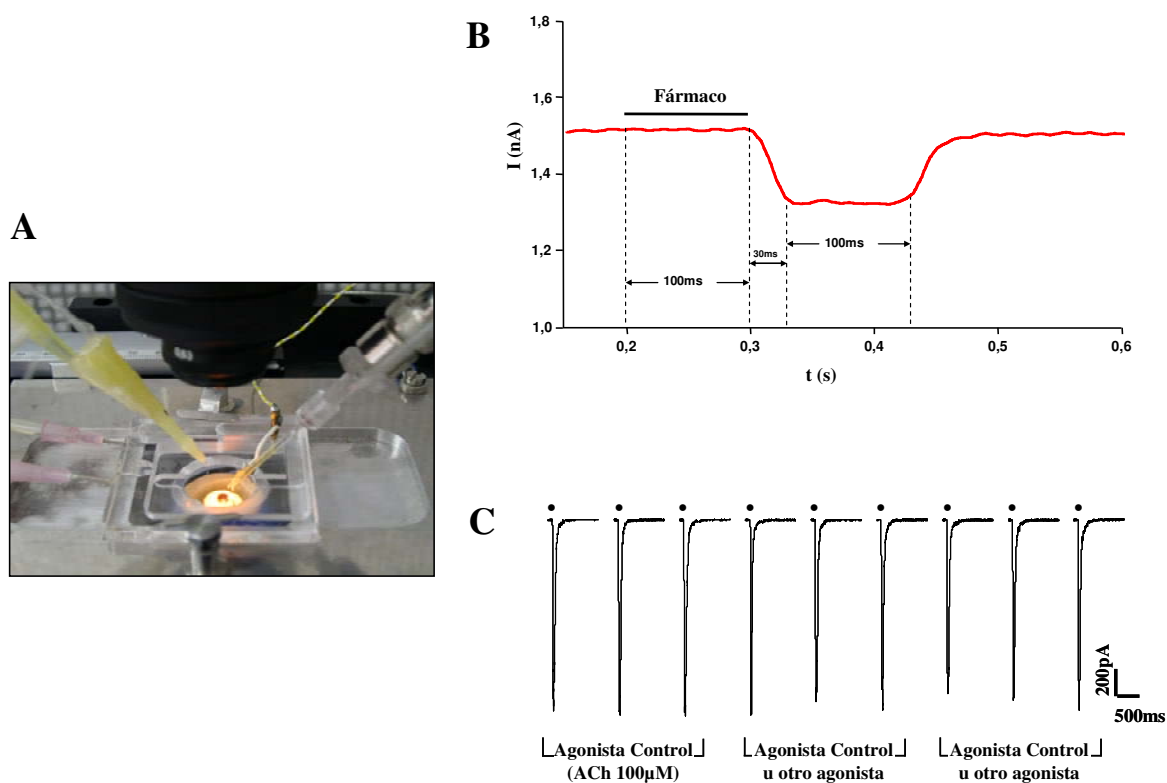 A
B
1,8
1,6
1,4
1,2
1,0
I (nA)
Fármaco
100ms
30ms
100ms
0,2
0,3
0,4
0,5
0,6
t (s)
C
200pA
500ms
Agonista Control
(ACh 100µM)
Agonista Control
u otro agonista
Agonista Control
u otro agonista